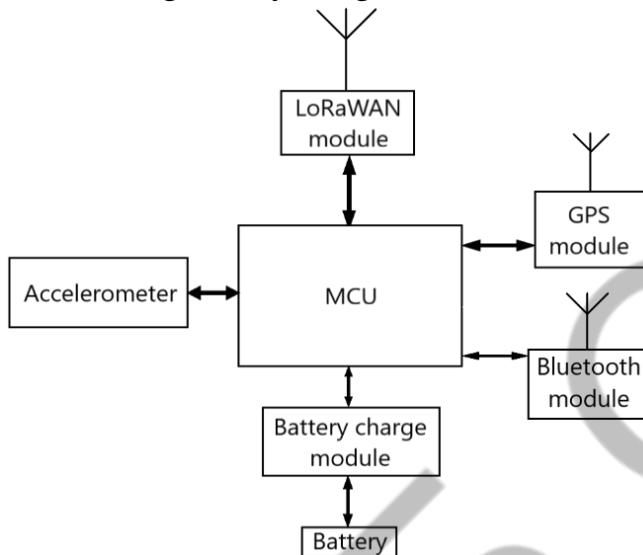 LoRaWAN
module
GPS
module
Accelerometer
MCU
Bluetooth
module
Battery charge
module
Battery